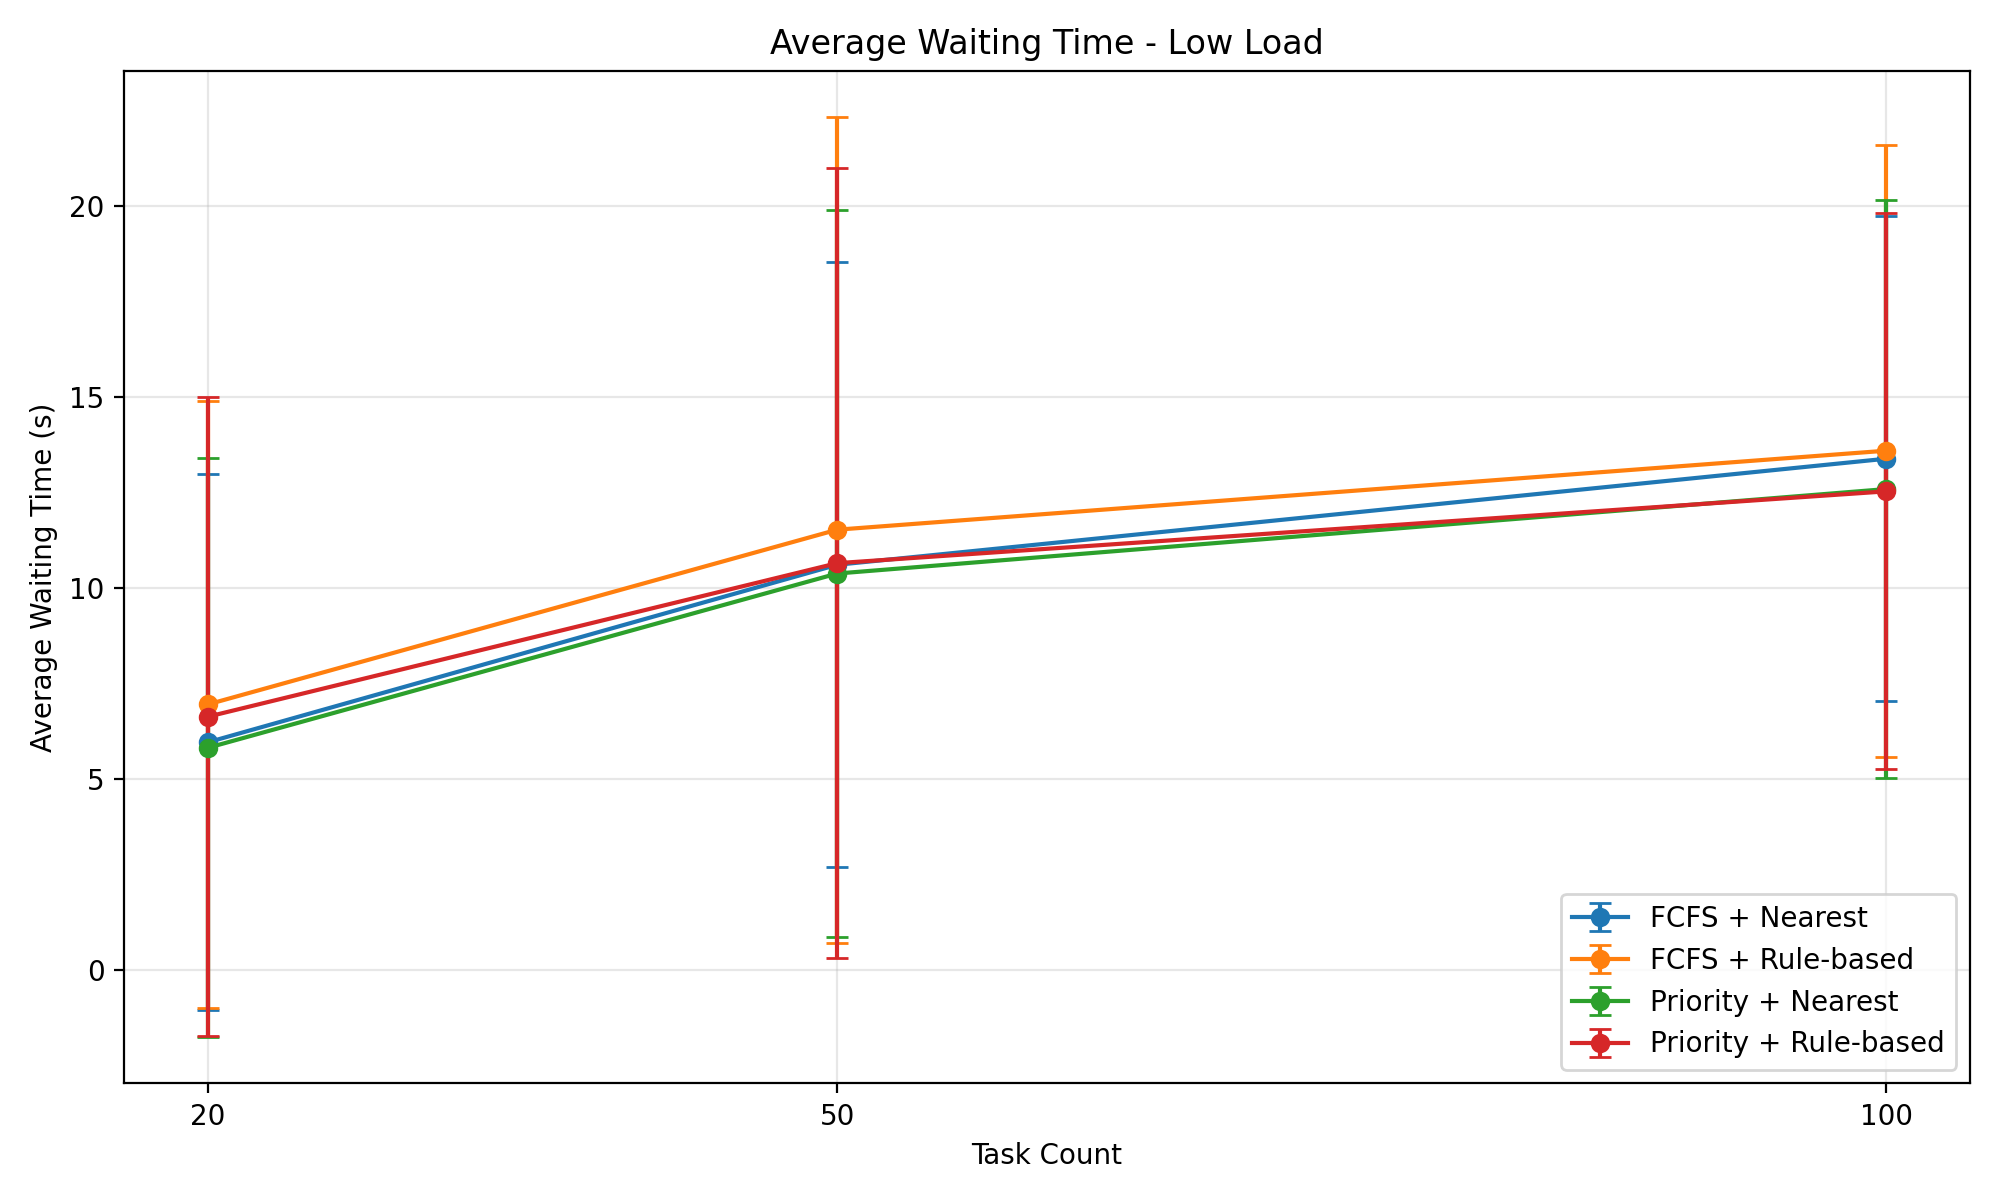 Average Waiting Time - Low Load
Average Waiting Time (s)
20
15
10
5
0
20
50
100
Task Count
FCFS + Nearest
FCFS + Rule-based
Priority + Nearest
Priority + Rule-based